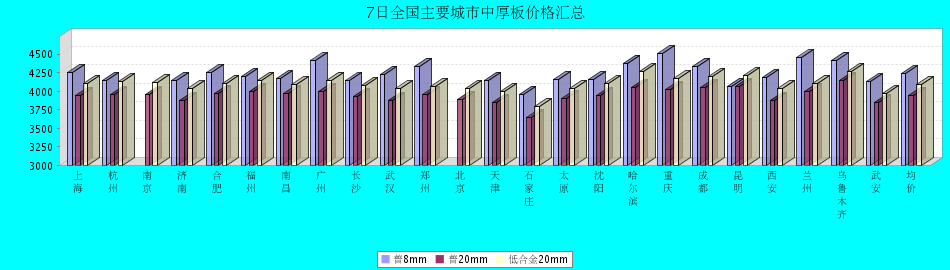 7日全国主要城市中厚板价格汇总
4500
4250
4000
3750
3500
3250
3000
上海 杭州 南京 济南 合肥 福州 南昌 广州 长沙 武汉 郑州 北京 天津 石家庄 太原 沈阳 哈尔滨 重庆 成都 昆明 西安 兰州 乌鲁木齐 武安 均价
普8mm 普20mm 低合金20mm